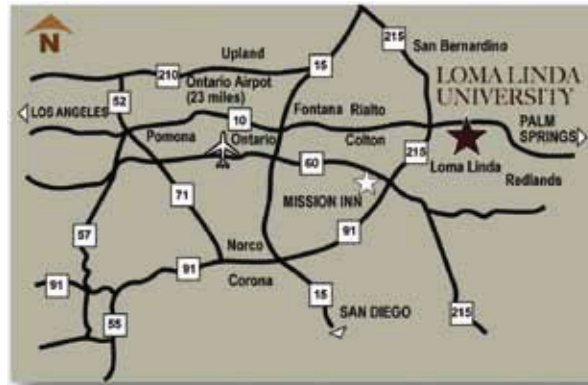 N
215
San Bernardino
Upland
15
210
LOMA LINDA
UNIVERSITY
Ontario Airpot
(23 miles)
52
LOS ANGELES
10
Fontana Rialto
PALM
SPRINGS
Pomona
Ontario
Colton
215
60
Loma Linda
Redlands
71
MISSION INN
57
91
Norco
91
Corona
91
15
SAN DIEGO
215
55